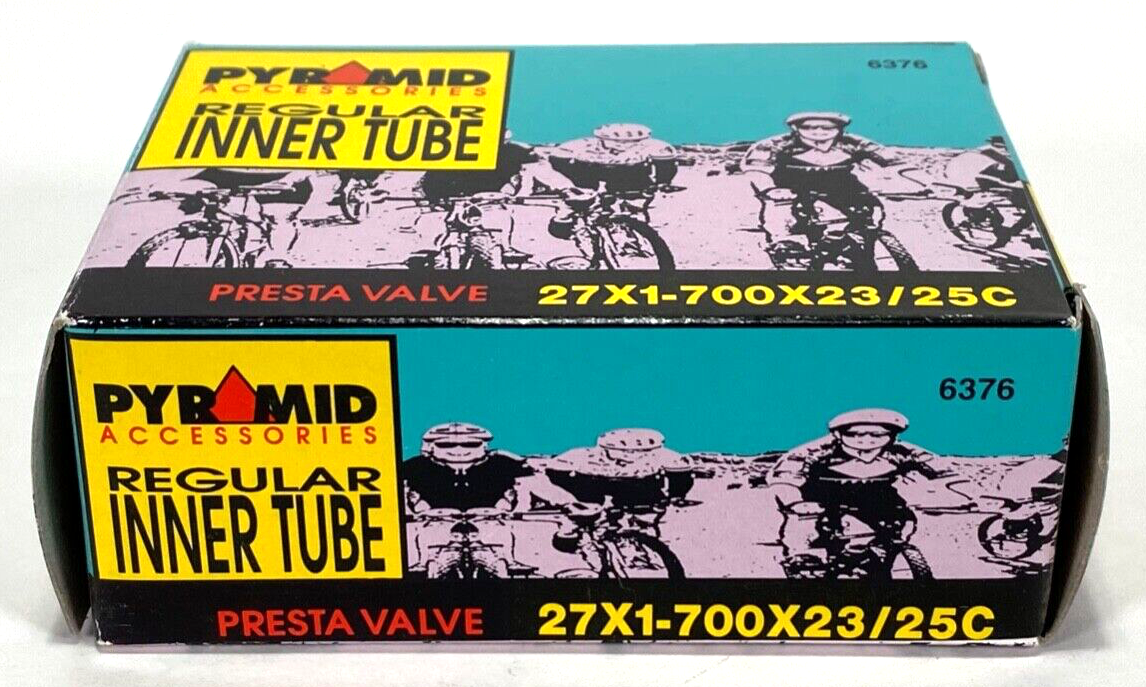 PYRAMID
ACCESSORIES
REGULAR
INNER TUBE
6376
PRESTA VALVE 27X1-700X23/25C
PYRAMID
ACCESSORIES
REGULAR
INNER TUBE
6376
PRESTA VALVE 27X1-700X23/25C